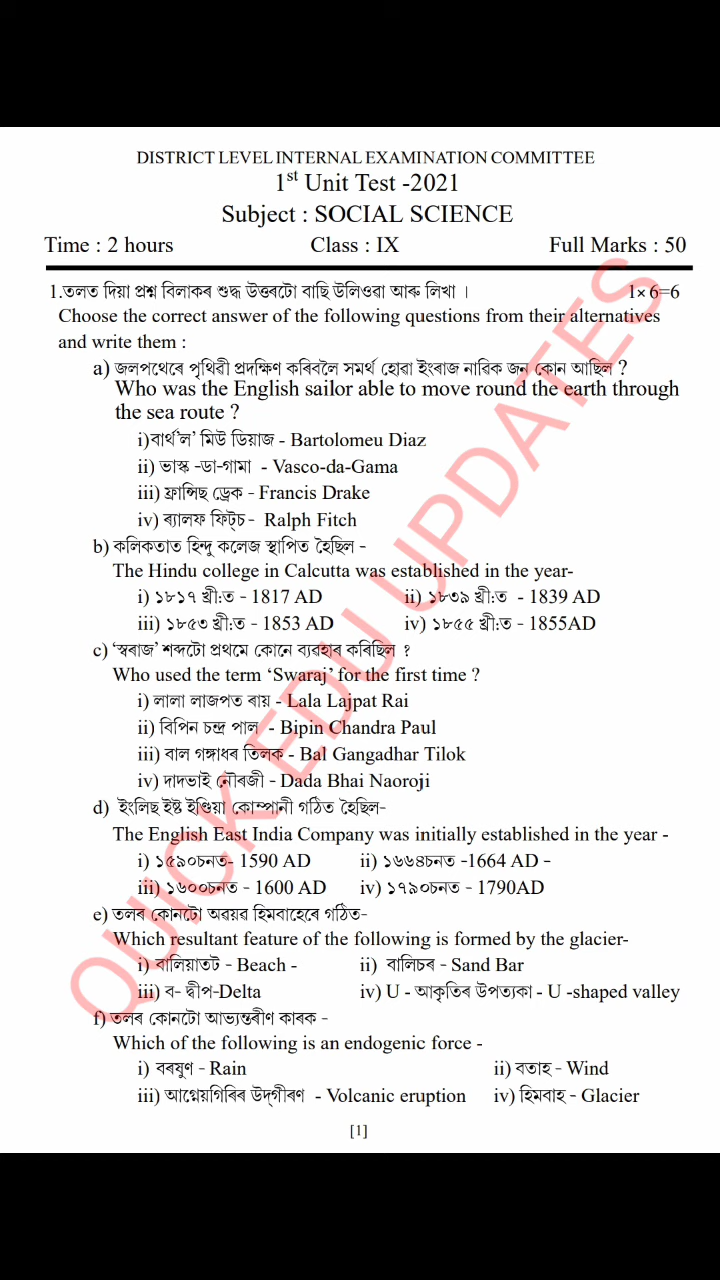 DISTRICT LEVEL INTERNAL EXAMINATION COMMITTEE
1st Unit Test -2021
Subject : SOCIAL SCIENCE
Time : 2 hours Class : IX Full Marks : 50
1.তলত দিয়া প্ৰশ্ন বিলাকৰ শুদ্ধ উত্তৰটো বাছি উলিওৱা আৰু লিখা । 1× 6=6
Choose the correct answer of the following questions from their alternatives
and write them :
a) জলপথেৰে পৃথিৱী প্ৰদক্ষিণ কৰিবলৈ সমৰ্থ হোৱা ইংৰাজ নাৱিক জন কোন আছিল ?
Who was the English sailor able to move round the earth through
the sea route ?
i)বাৰ্থ'ল' মিউ ডিয়াজ - Bartolomeu Diaz
ii) ভাস্ক -ডা-গামা - Vasco-da-Gama
iii) ফ্ৰান্সিছ ড্ৰেক - Francis Drake
iv) ৰ‍্যালফ ফিট্‌চ - Ralph Fitch
b) কলিকতাত হিন্দু কলেজ স্থাপিত হৈছিল -
The Hindu college in Calcutta was established in the year-
i) ১৮১৭ খ্ৰী:ত - 1817 AD ii) ১৮৩৯ খ্ৰী:ত - 1839 AD
iii) ১৮৫৩ খ্ৰী:ত - 1853 AD iv) ১৮৫৫ খ্ৰী:ত - 1855AD
c) ‘স্বৰাজ’ শব্দটো প্ৰথমে কোনে ব্যৱহাৰ কৰিছিল ?
Who used the term ‘Swaraj’ for the first time ?
i) লালা লাজপত ৰায় - Lala Lajpat Rai
ii) বিপিন চন্দ্ৰ পাল - Bipin Chandra Paul
iii) বাল গঙ্গাধৰ তিলক - Bal Gangadhar Tilok
iv) দাদভাই নৌৰজী - Dada Bhai Naoroji
d) ইংলিছ ইষ্ট ইণ্ডিয়া কোম্পানী গঠিত হৈছিল-
The English East India Company was initially established in the year -
i) ১৫৯০চনত- 1590 AD ii) ১৬৬৪চনত -1664 AD -
iii) ১৬০০চনত - 1600 AD iv) ১৭৯০চনত - 1790AD
e) তলৰ কোনটো অৱয়ৱ হিমবাহেৰে গঠিত-
Which resultant feature of the following is formed by the glacier-
i) বালিয়াতট - Beach - ii) বালিচৰ - Sand Bar
iii) ব- দ্বীপ-Delta iv) U - আকৃতিৰ উপত্যকা - U -shaped valley
f) তলৰ কোনটো আভ্যন্তৰীণ কাৰক -
Which of the following is an endogenic force -
i) বৰষুণ - Rain ii) বতাহ - Wind
iii) আগ্নেয়গিৰিৰ উদ্‌গীৰণ - Volcanic eruption iv) হিমবাহ - Glacier
[1]
QUICK EDU UPDATES